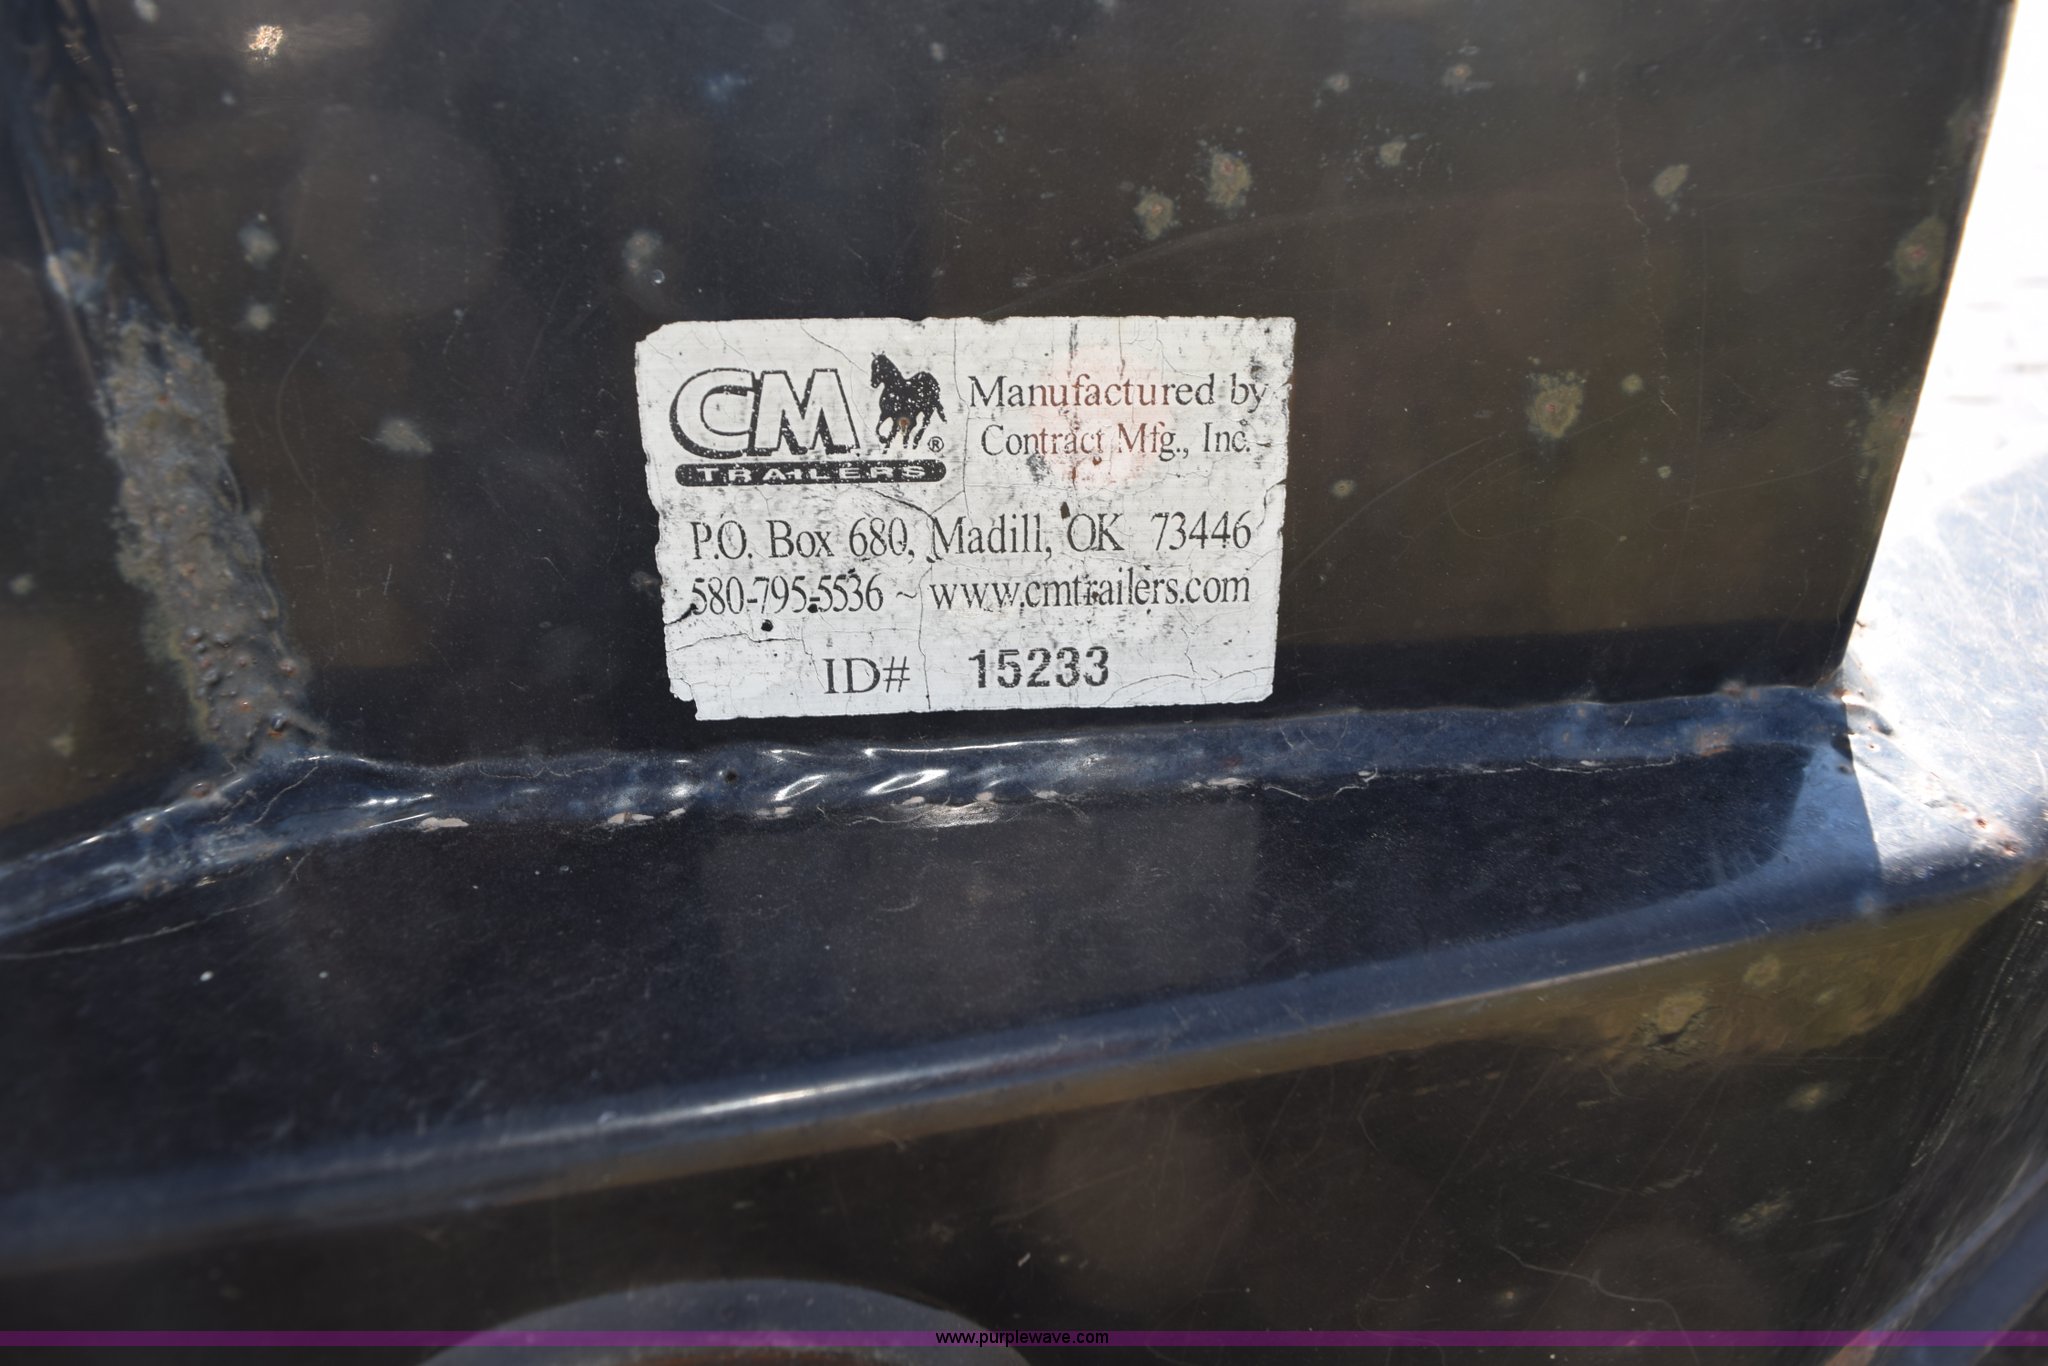 CM ®
TRAILERS
Manufactured by
Contract Mfg., Inc.
P.O. Box 680, Madill, OK 73446
580-795-5536 ~ www.cmtrailers.com
ID# 15233
www.purplewave.com